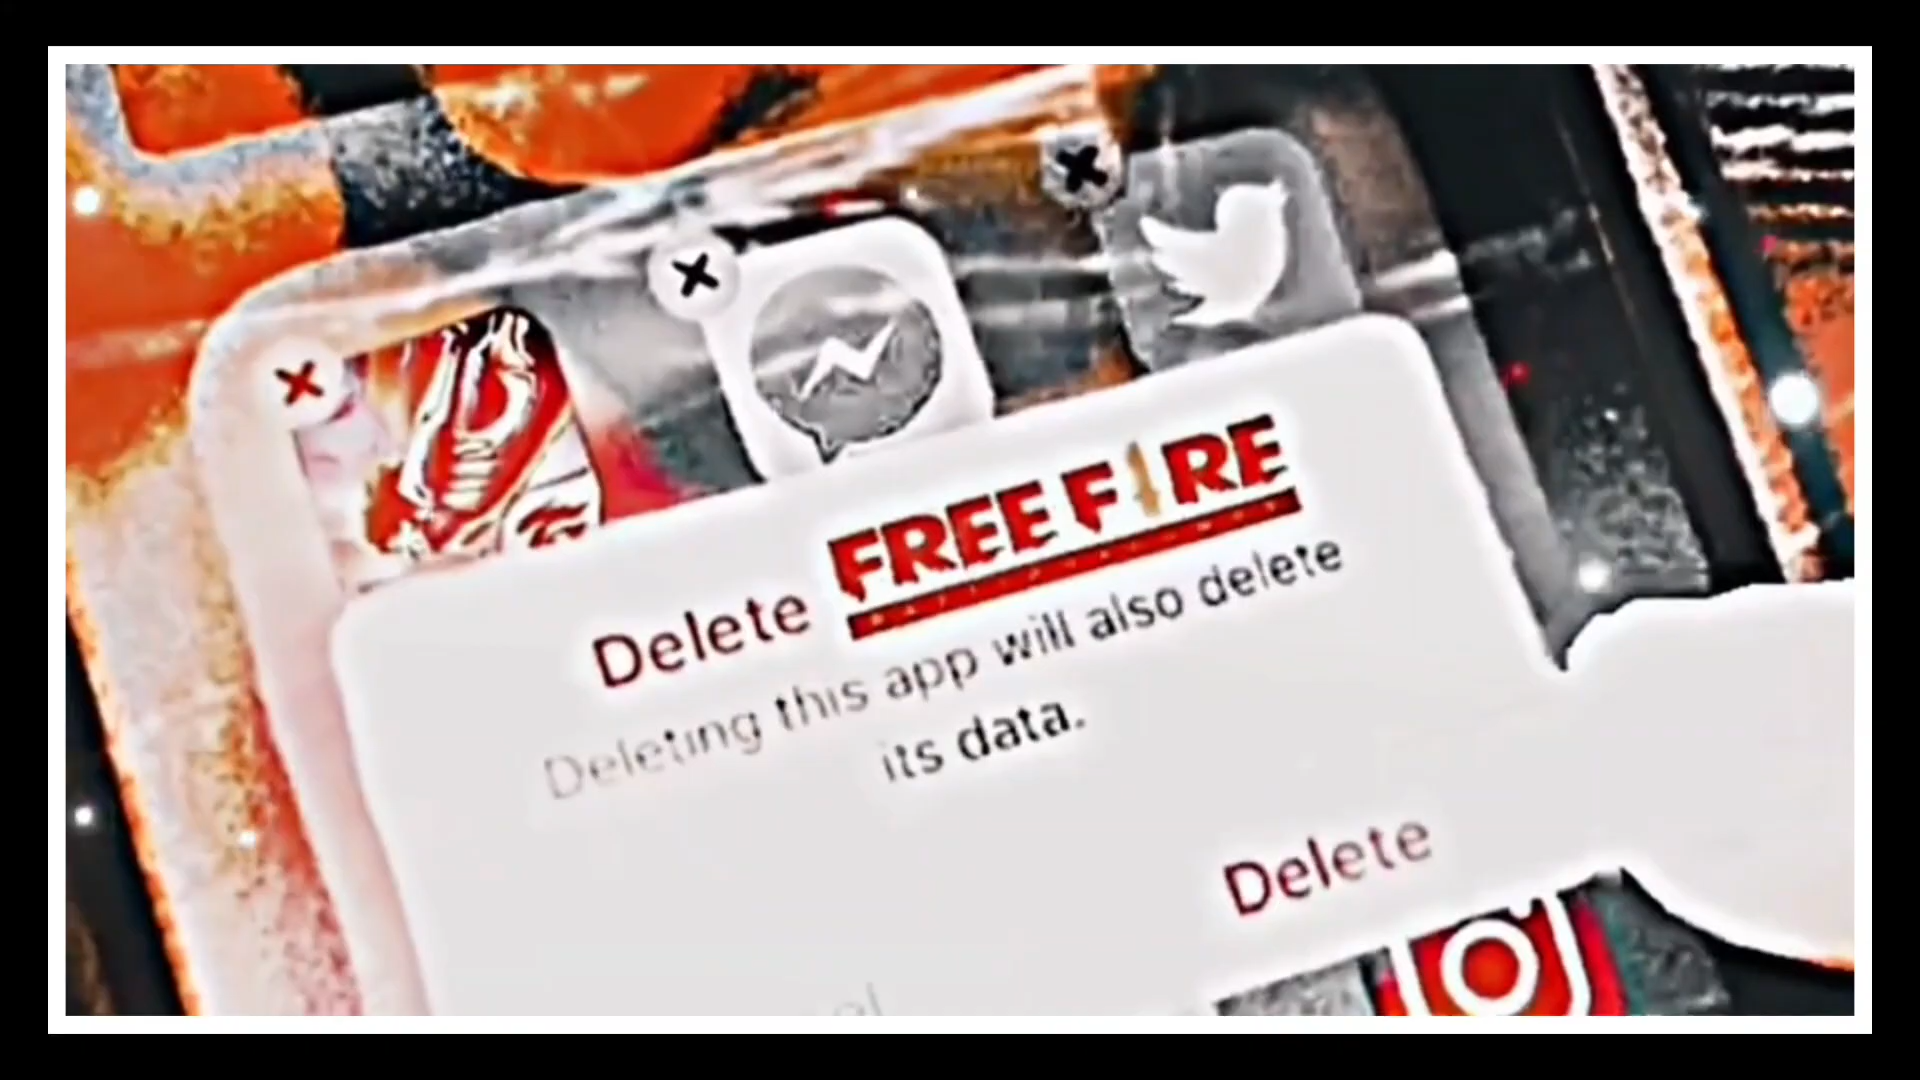 Delete FREE FIRE
Deleting this app will also delete
its data.
Delete